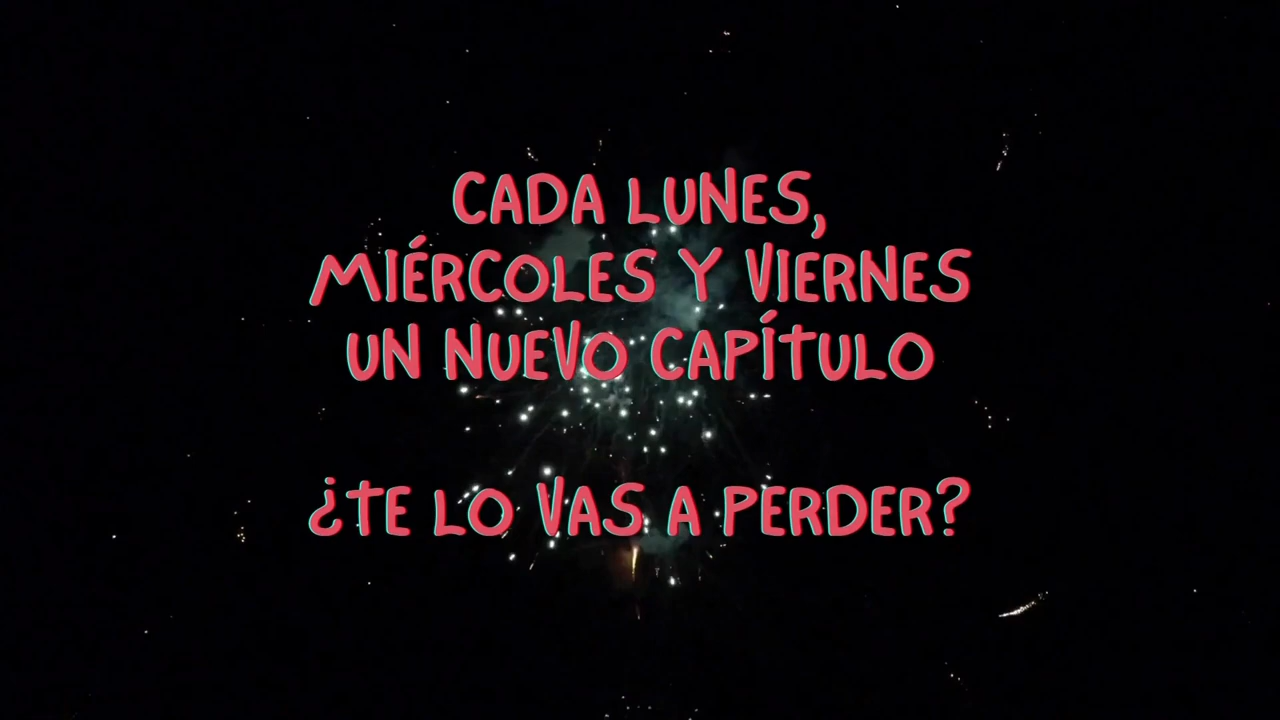 CADA LUNES,
MIÉRCOLES Y VIERNES
UN NUEVO CAPÍTULO
¿TE LO VAS A PERDER?